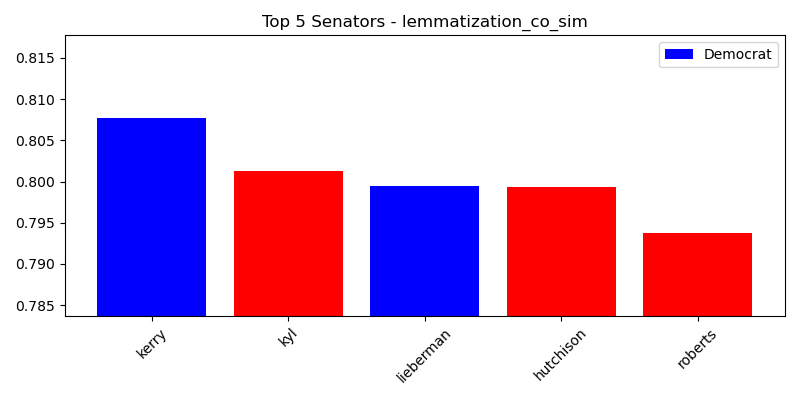 Top 5 Senators - lemmatization_co_sim
Democrat
0.815
0.810
0.805
0.800
0.795
0.790
0.785
kerry
kyl
lieberman
hutchison
roberts